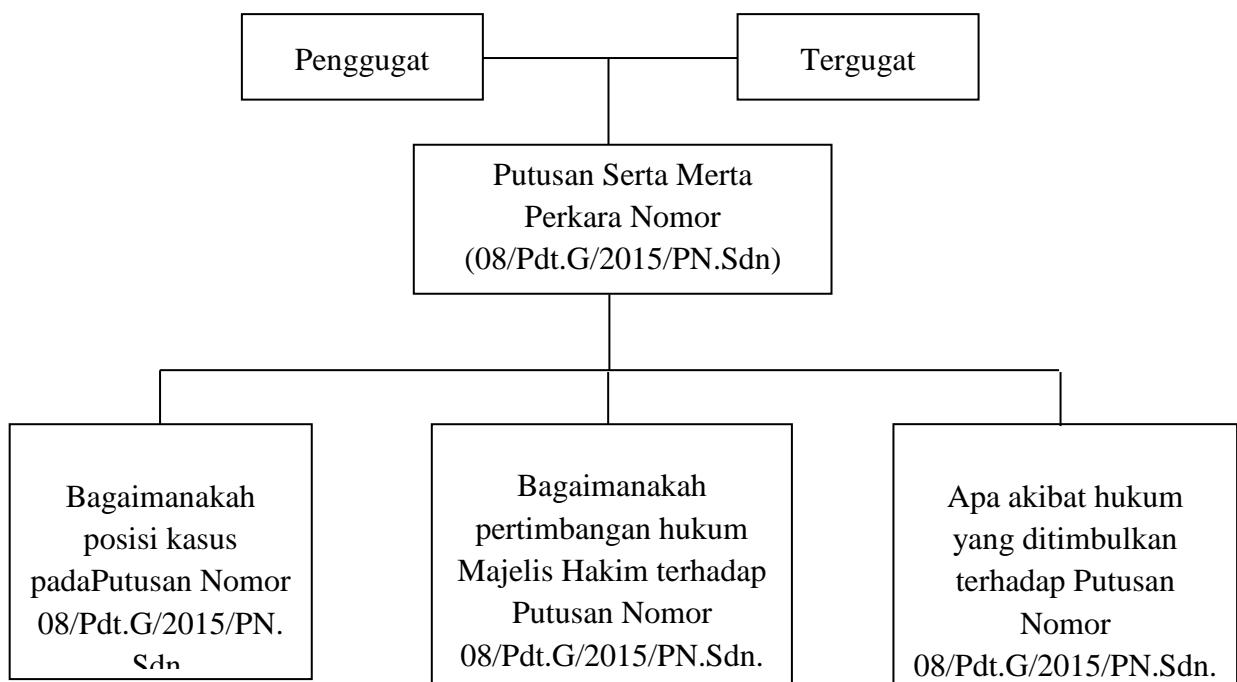 Penggugat
Tergugat
Putusan Serta Merta
Perkara Nomor
(08/Pdt.G/2015/PN.Sdn)
Bagaimanakah
posisi kasus
padaPutusan Nomor
08/Pdt.G/2015/PN.
Sdn
Bagaimanakah
pertimbangan hukum
Majelis Hakim terhadap
Putusan Nomor
08/Pdt.G/2015/PN.Sdn.
Apa akibat hukum
yang ditimbulkan
terhadap Putusan
Nomor
08/Pdt.G/2015/PN.Sdn.